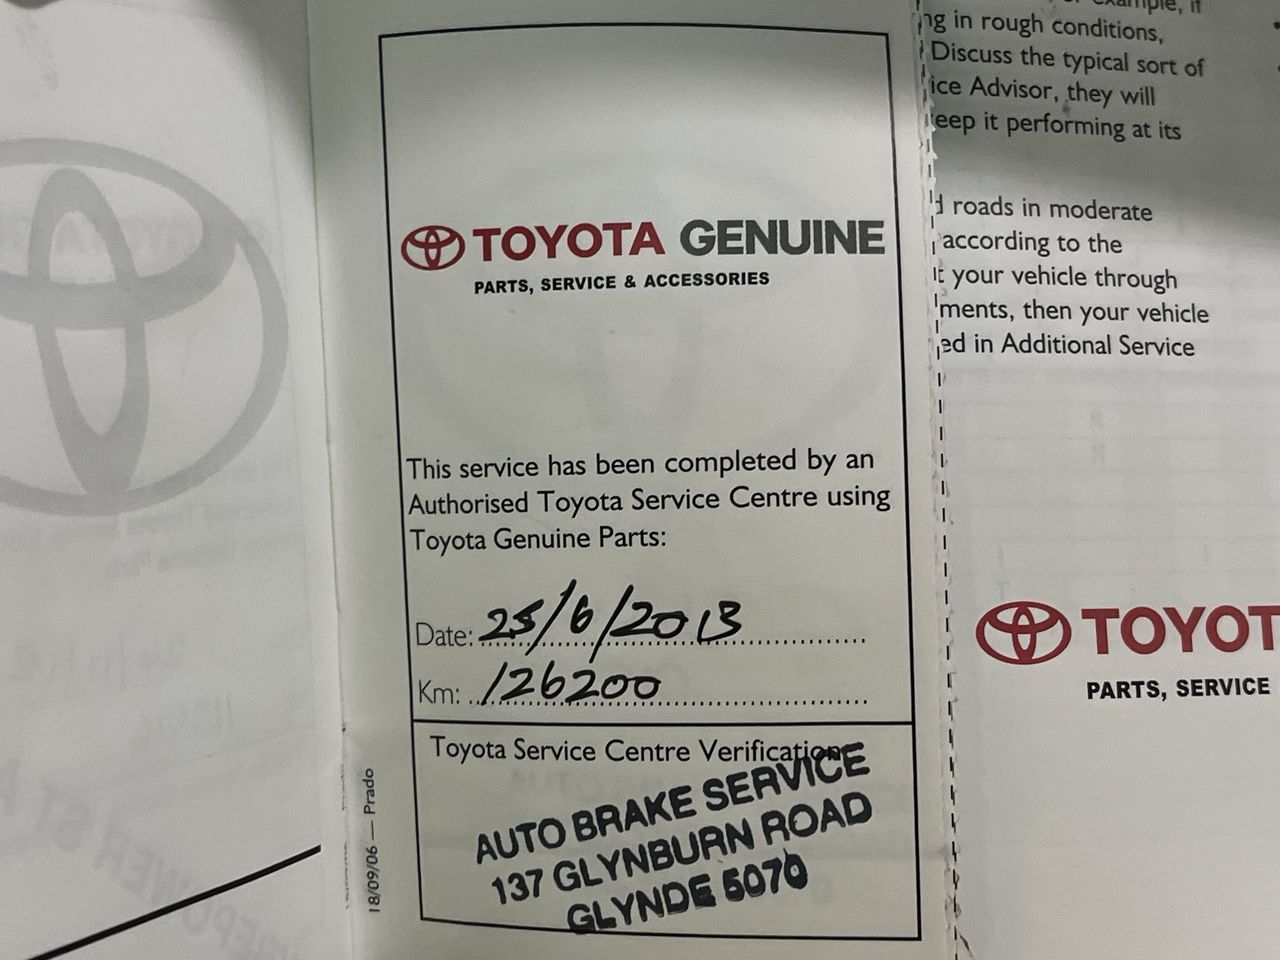 TOYOTA GENUINE
PARTS, SERVICE & ACCESSORIES
This service has been completed by an
Authorised Toyota Service Centre using
Toyota Genuine Parts:
Date: 25/6/2013
Km: 126200
Toyota Service Centre Verification
AUTO BRAKE SERVICE
137 GLYNBURN ROAD
GLYNDE 5070
18/09/06 — Prado
example, if
ng in rough conditions,
Discuss the typical sort of
ice Advisor, they will
eep it performing at its
d roads in moderate
according to the
t your vehicle through
ments, then your vehicle
ed in Additional Service
TOYOT
PARTS, SERVICE